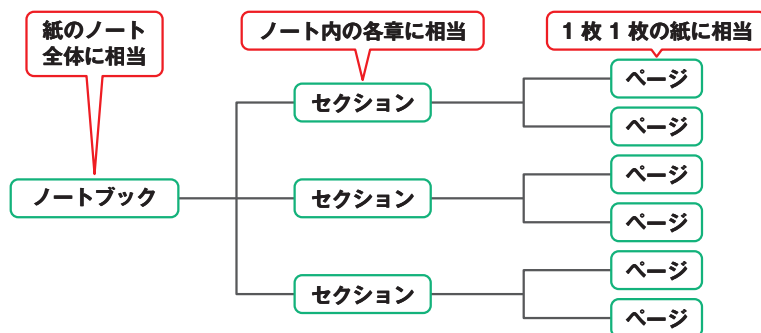 紙のノート
全体に相当
ノート内の各章に相当
1枚1枚の紙に相当
ノートブック
セクション
セクション
セクション
ページ
ページ
ページ
ページ
ページ
ページ